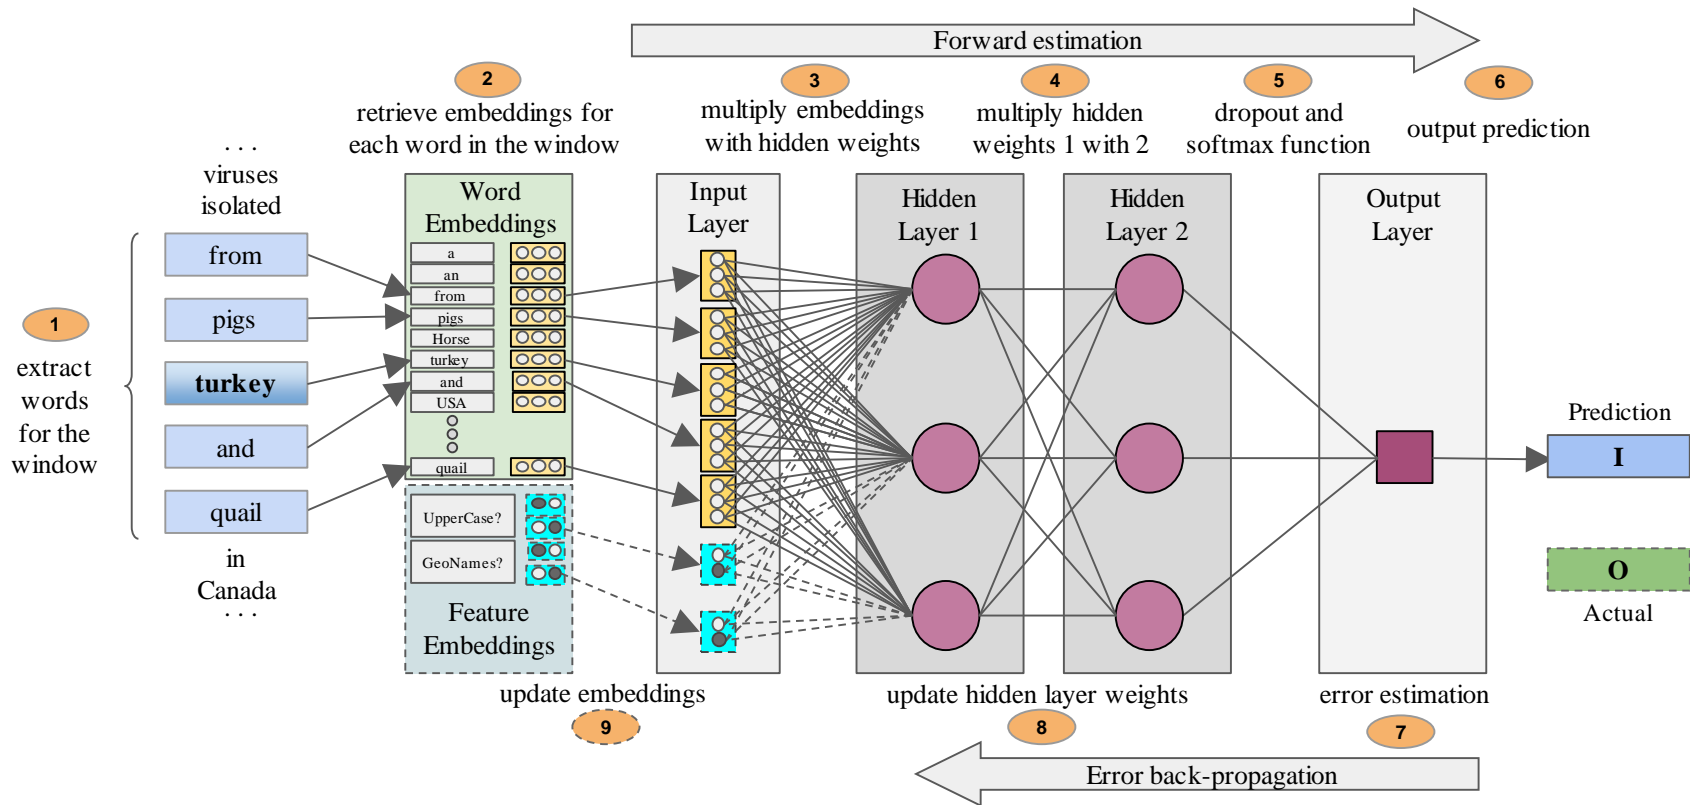 Forward estimation
2
3
4
5
6
retrieve embeddings for
each word in the window
multiply embeddings
with hidden weights
multiply hidden
weights 1 with 2
dropout and
softmax function
output prediction
. . .
viruses
isolated
from
pigs
turkey
and
quail
in
Canada
. . .
1
extract
words
for the
window
Word
Embeddings
a
an
from
pigs
Horse
turkey
and
USA
quail
UpperCase?
GeoNames?
Feature
Embeddings
Input
Layer
Hidden
Layer 1
Hidden
Layer 2
Output
Layer
Prediction
I
O
Actual
update embeddings
9
update hidden layer weights
8
error estimation
7
Error back-propagation